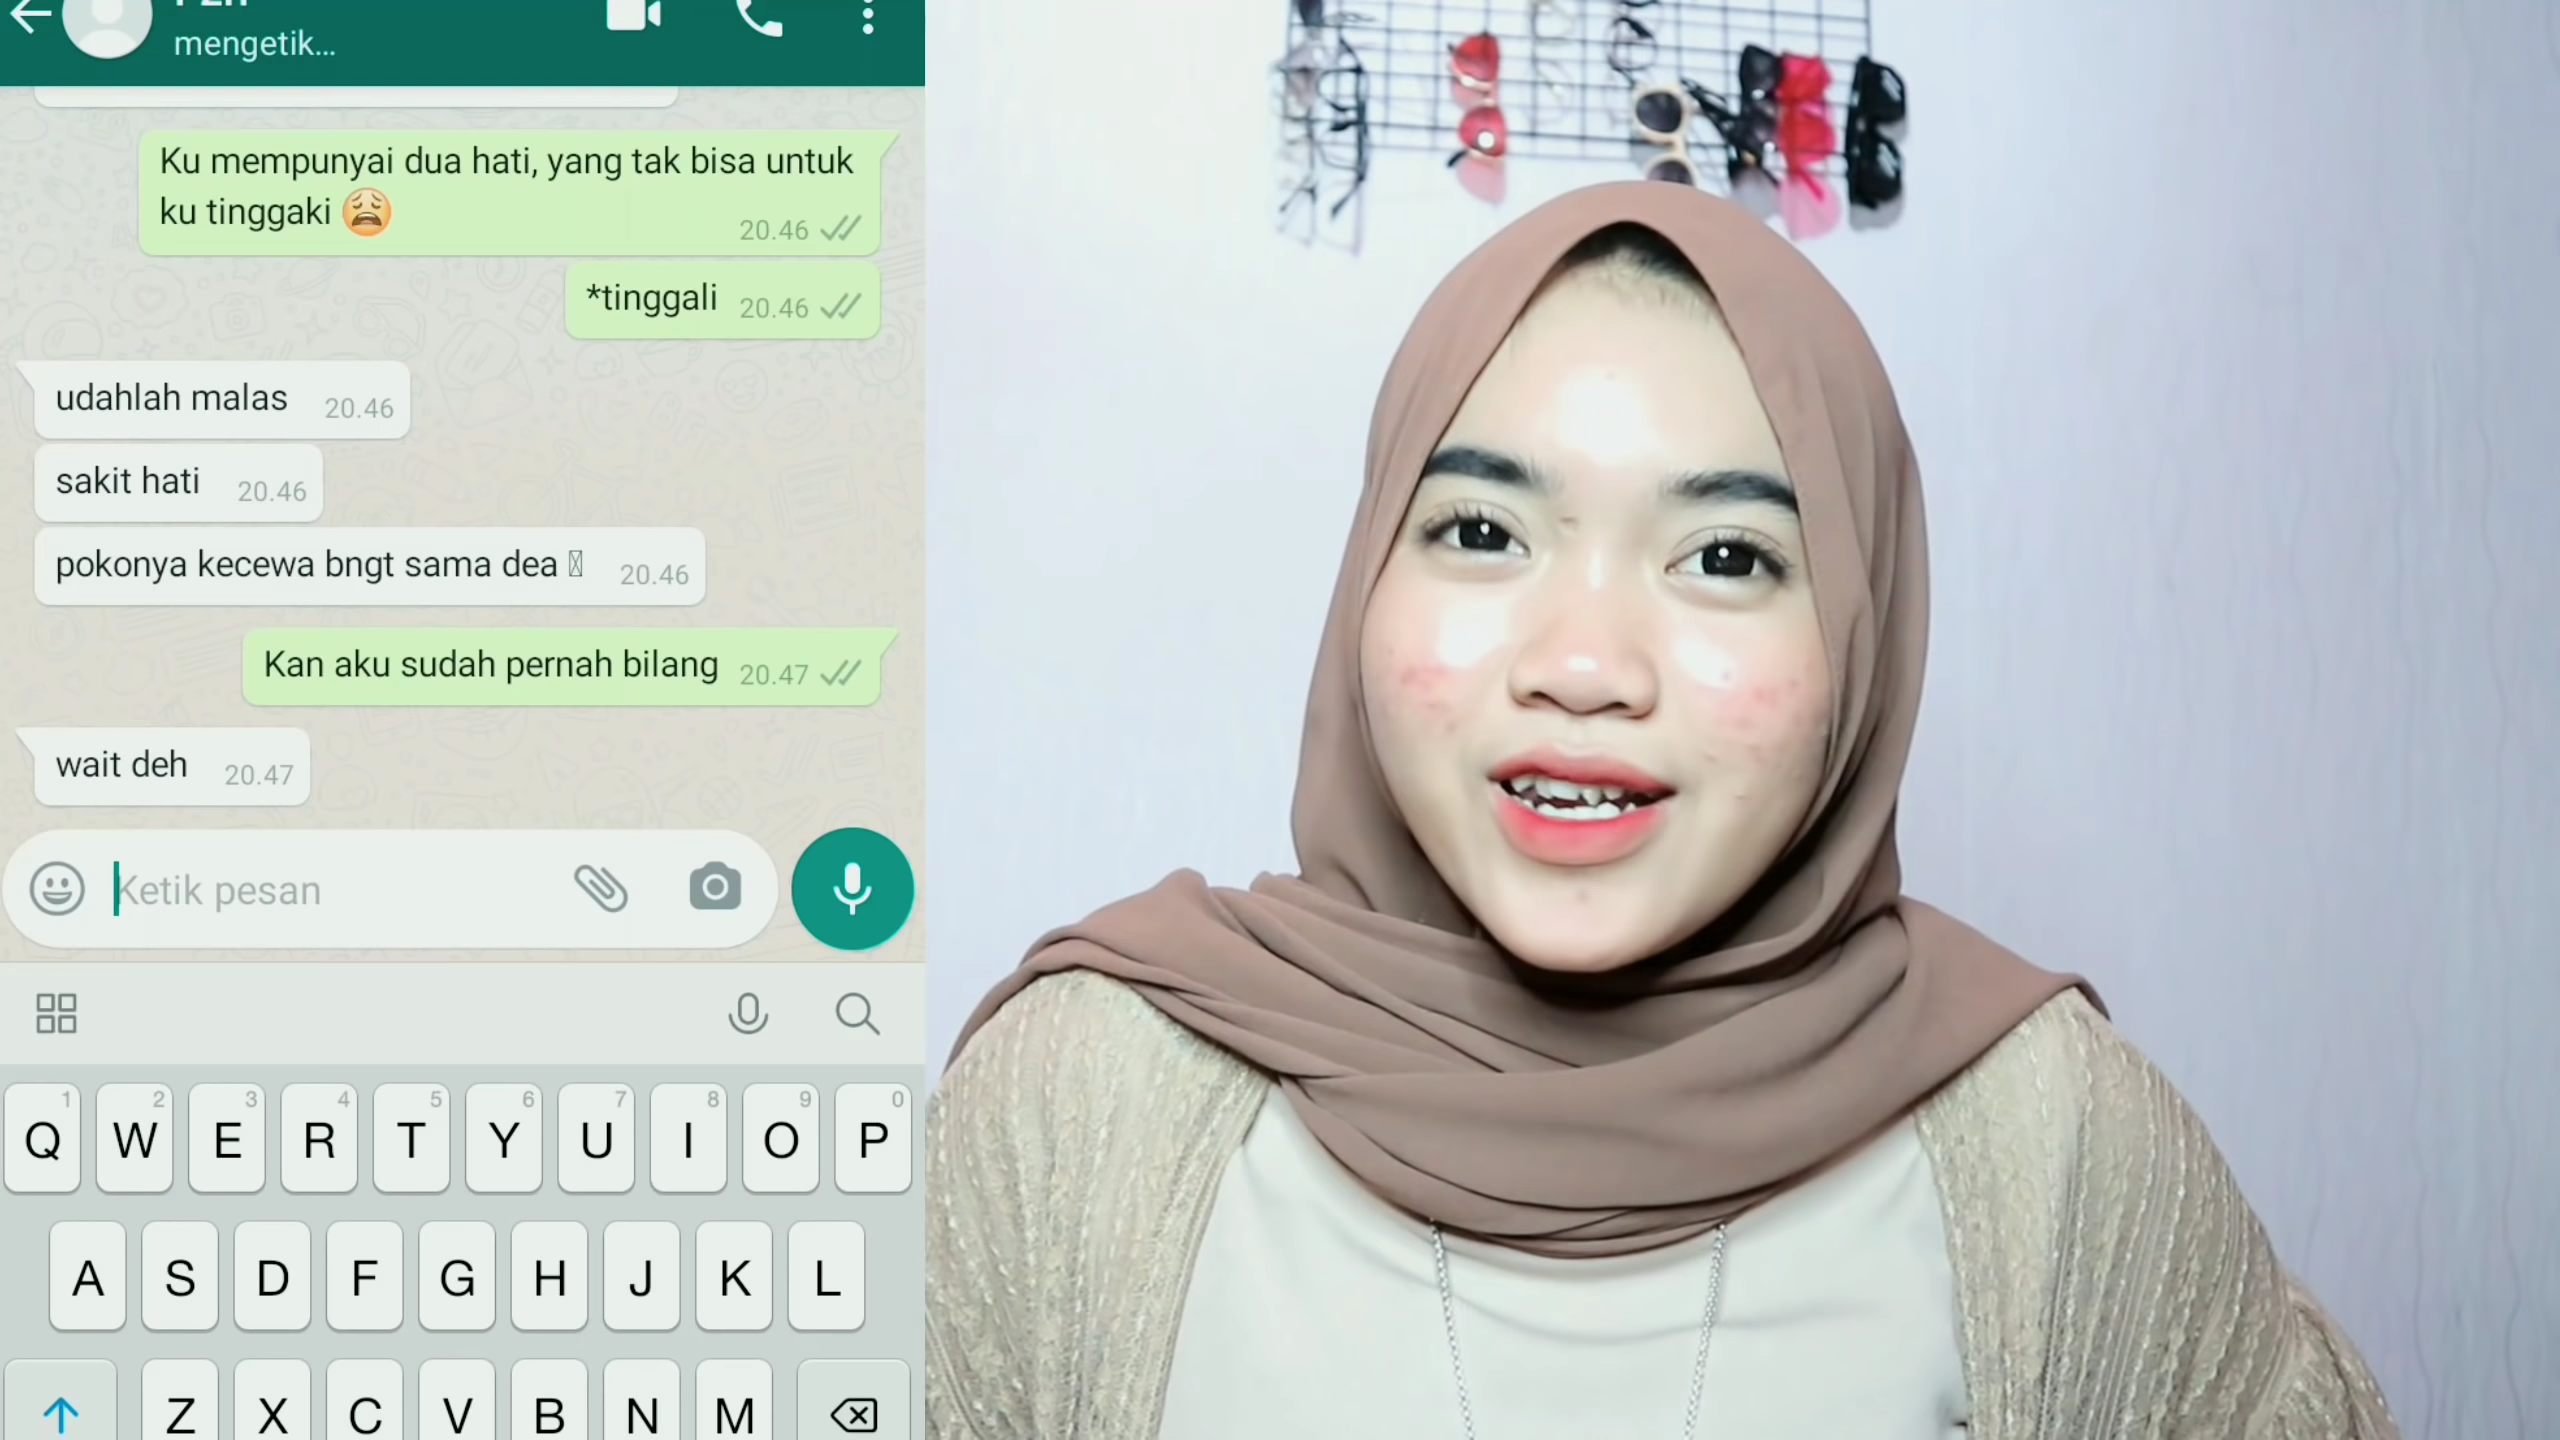 mengetik...
Ku mempunyai dua hati, yang tak bisa untuk
ku tinggaki 😩
20.46
*tinggali 20.46
udahlah malas 20.46
sakit hati 20.46
pokonya kecewa bngt sama dea 20.46
Kan aku sudah pernah bilang 20.47
wait deh 20.47
Ketik pesan
1 2 3 4 5 6 7 8 9 0
Q W E R T Y U I O P
A S D F G H J K L
Z X C V B N M